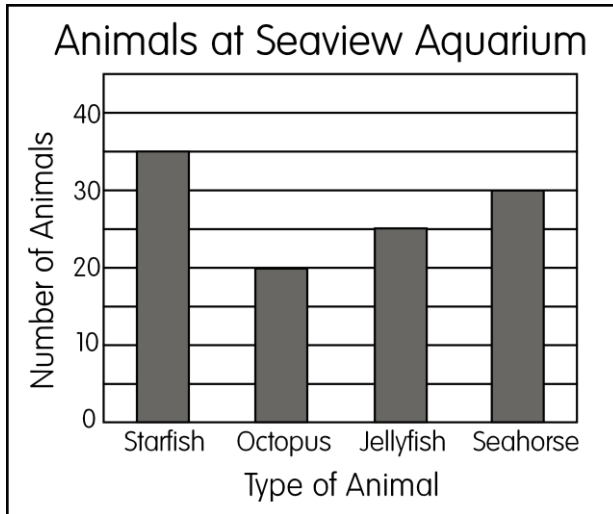 Animals at Seaview Aquarium
Number of Animals
40
30
20
10
0
Starfish Octopus Jellyfish Seahorse
Type of Animal